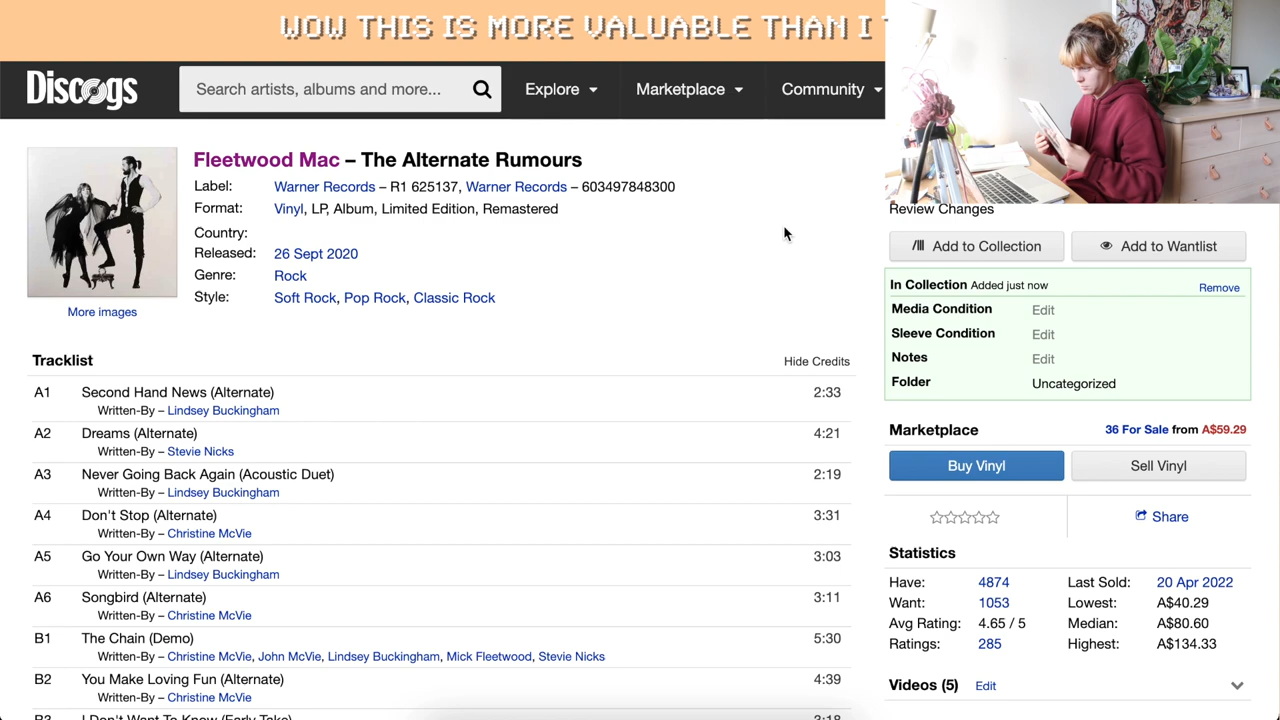 WOW THIS IS MORE VALUABLE THAN I
Discogs
Search artists, albums and more...
Explore
Marketplace
Community
Fleetwood Mac – The Alternate Rumours
Label: Warner Records – R1 625137, Warner Records – 603497848300
Format: Vinyl, LP, Album, Limited Edition, Remastered
Country:
Released: 26 Sept 2020
Genre: Rock
Style: Soft Rock, Pop Rock, Classic Rock
More images
Tracklist
Hide Credits
A1 Second Hand News (Alternate) 2:33
Written-By – Lindsey Buckingham
A2 Dreams (Alternate) 4:21
Written-By – Stevie Nicks
A3 Never Going Back Again (Acoustic Duet) 2:19
Written-By – Lindsey Buckingham
A4 Don't Stop (Alternate) 3:31
Written-By – Christine McVie
A5 Go Your Own Way (Alternate) 3:03
Written-By – Lindsey Buckingham
A6 Songbird (Alternate) 3:11
Written-By – Christine McVie
B1 The Chain (Demo) 5:30
Written-By – Christine McVie, John McVie, Lindsey Buckingham, Mick Fleetwood, Stevie Nicks
B2 You Make Loving Fun (Alternate) 4:39
Written-By – Christine McVie
B3 I Don't Want To Know (Early Take) 3:18
Review Changes
Add to Collection
Add to Wantlist
In Collection Added just now
Remove
Media Condition Edit
Sleeve Condition Edit
Notes Edit
Folder Uncategorized
Marketplace
36 For Sale from A$59.29
Buy Vinyl
Sell Vinyl
Share
Statistics
Have: 4874 Last Sold: 20 Apr 2022
Want: 1053 Lowest: A$40.29
Avg Rating: 4.65 / 5 Median: A$80.60
Ratings: 285 Highest: A$134.33
Videos (5) Edit